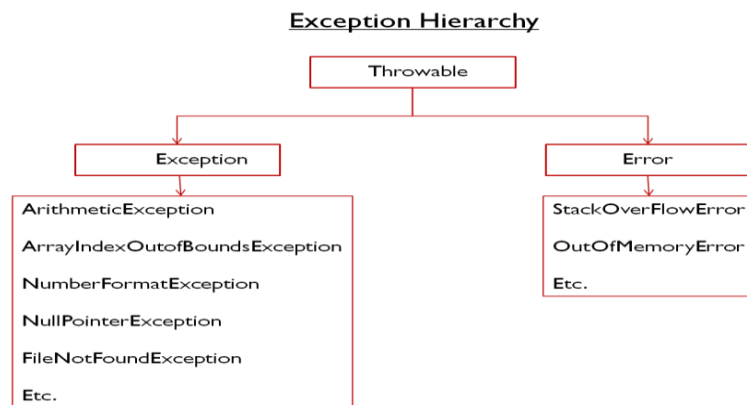 Exception Hierarchy
Throwable
Exception
Error
ArithmeticException
ArrayIndexOutofBoundsException
NumberFormatException
NullPointerException
FileNotFoundException
Etc.
StackOverFlowError
OutOfMemoryError
Etc.